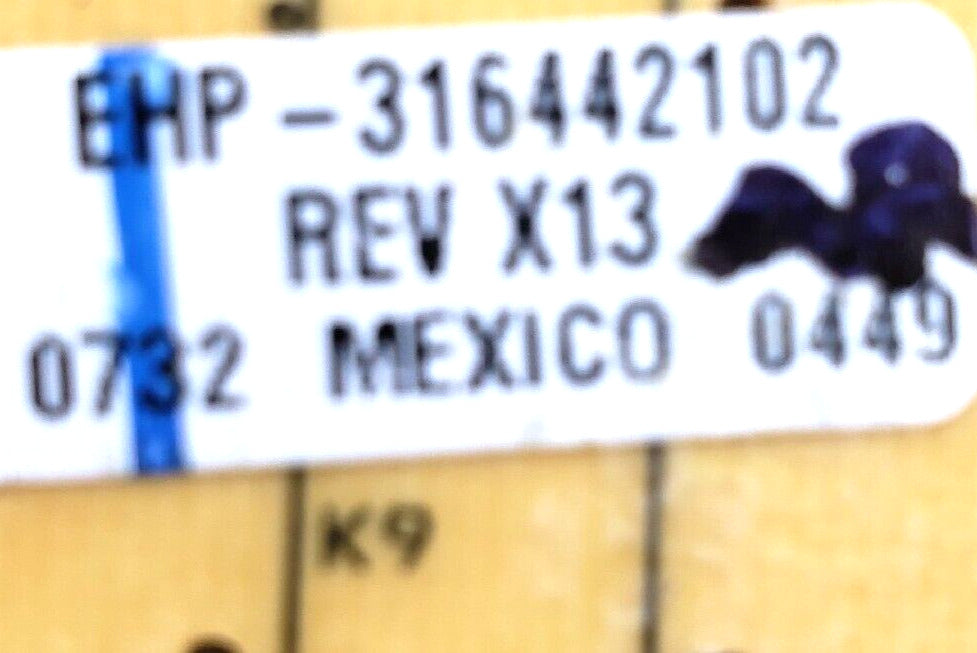 EHP-316442102
REV X13
0732 MEXICO 0449
K9